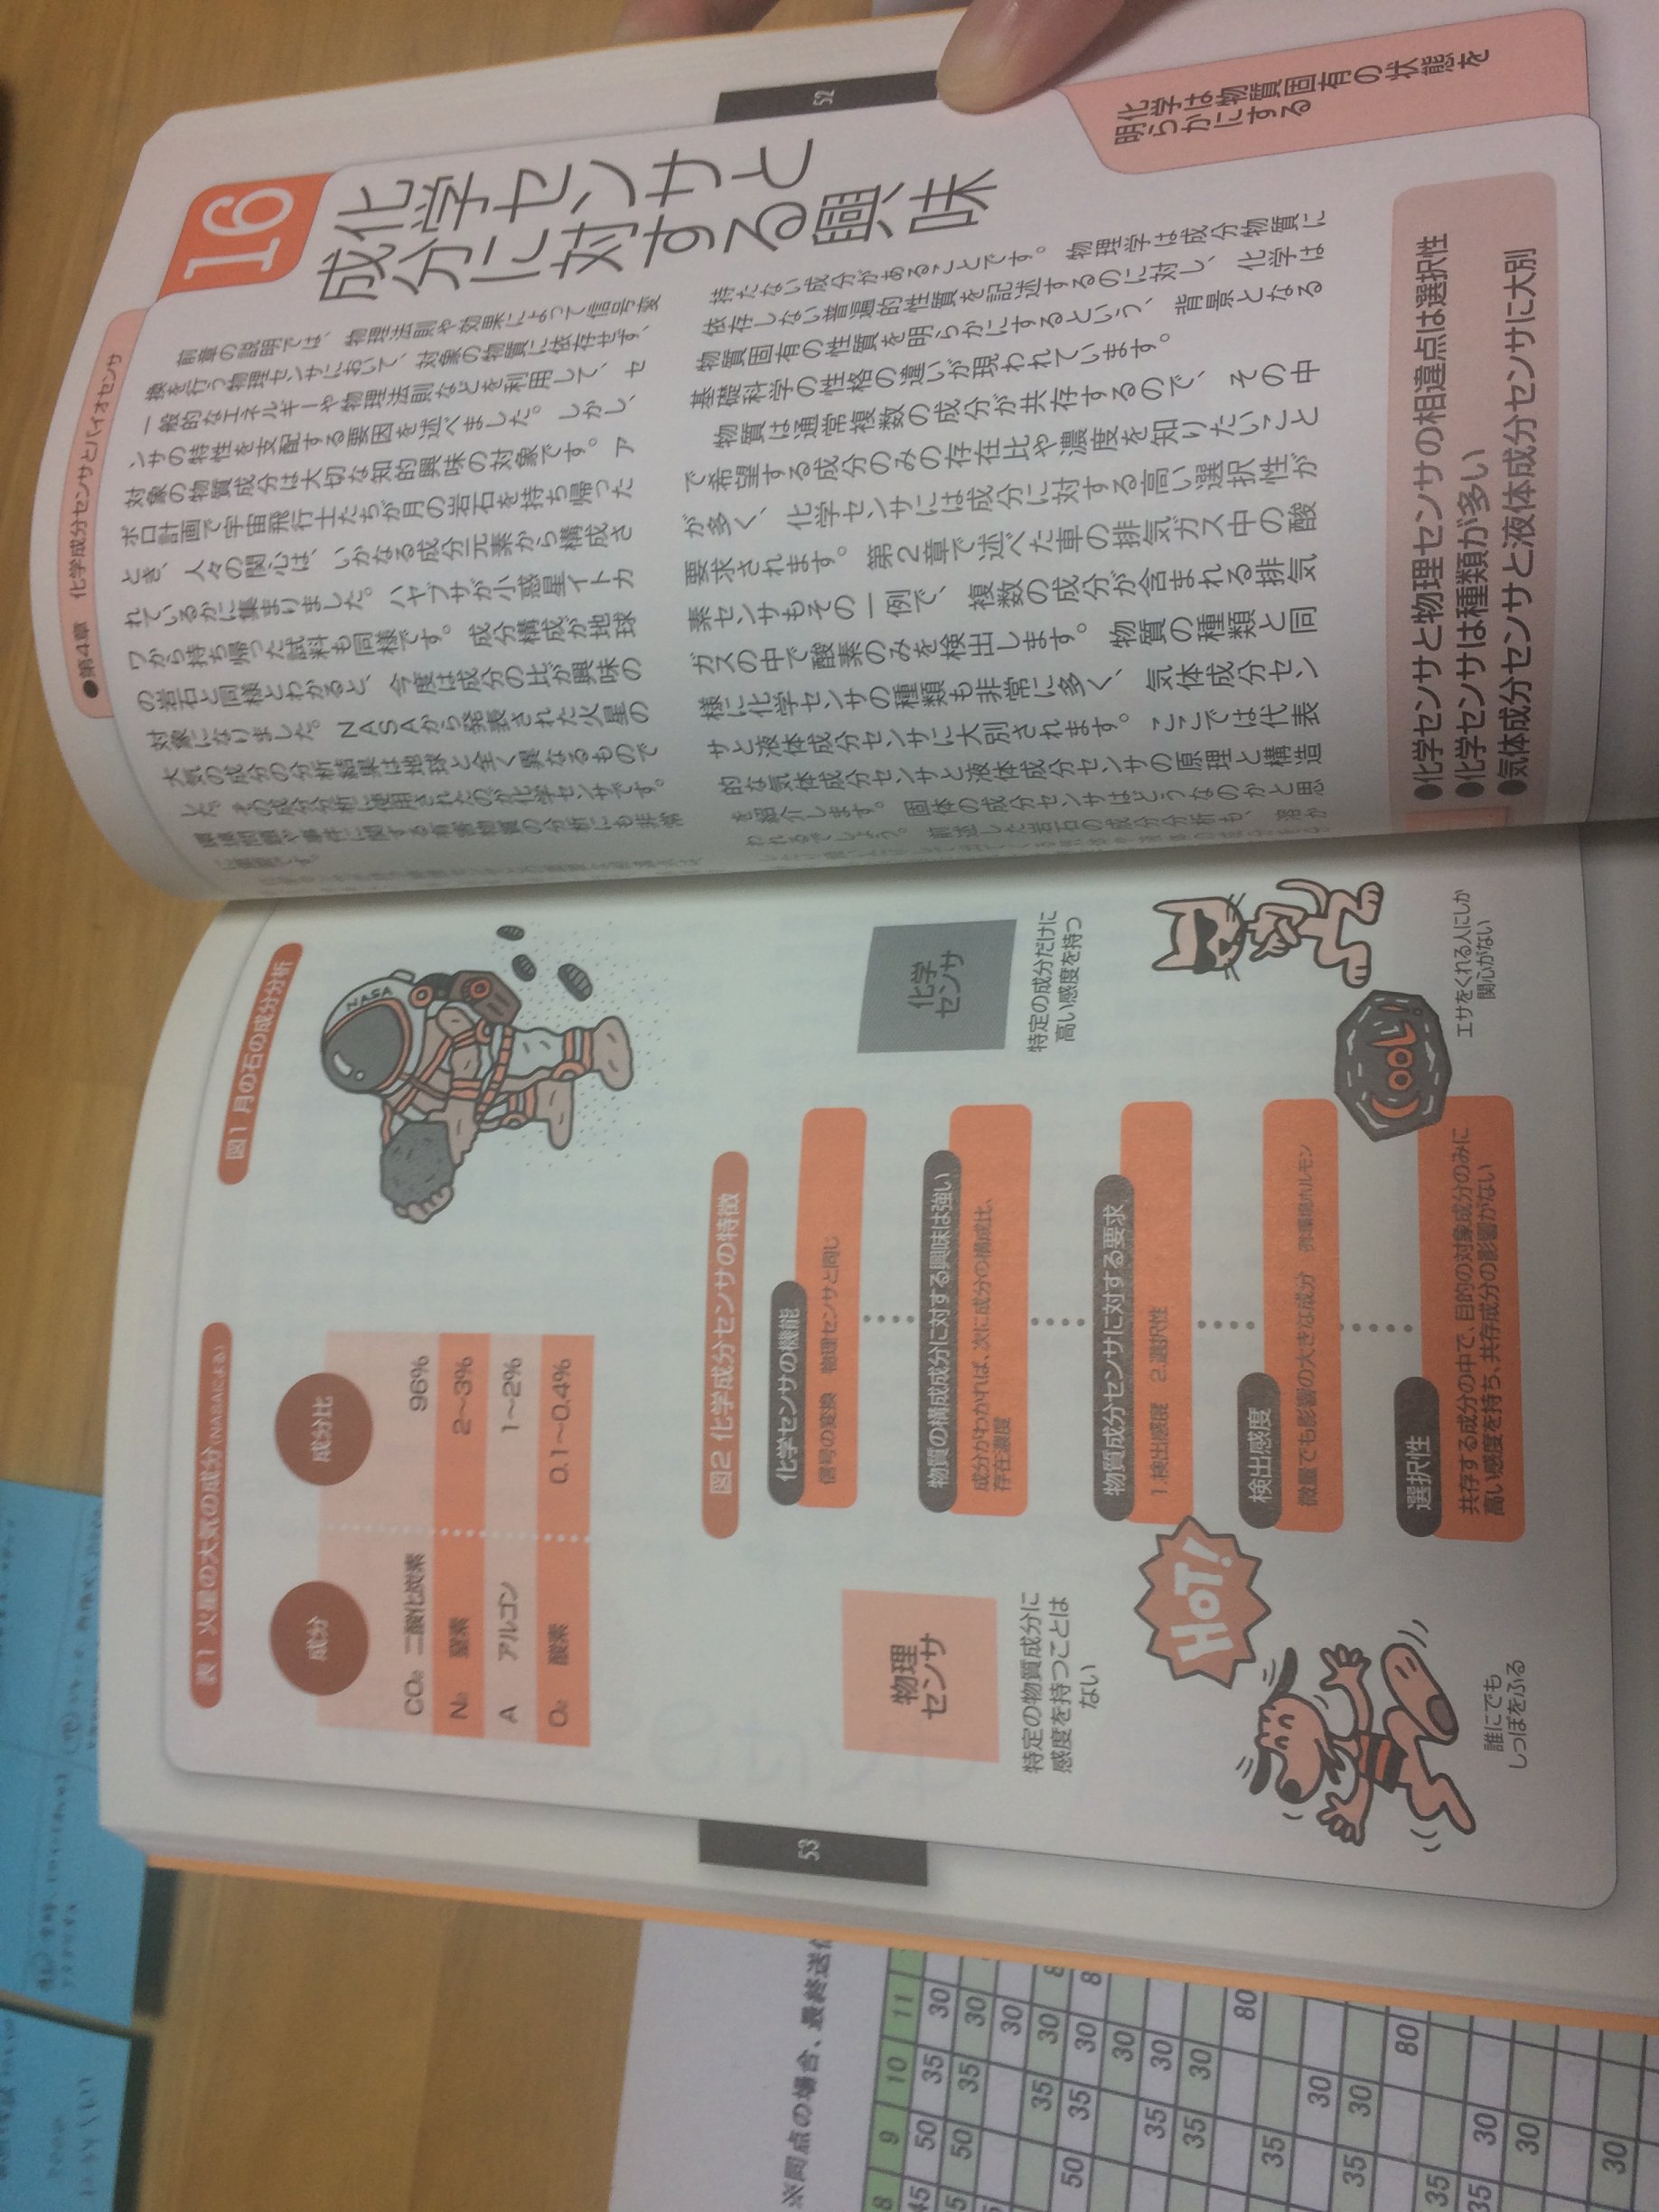 ●第4章 化学成分センサとバイオセンサ
16
化学センサと
成分に対する興味
化学は物質固有の状態を
明らかにする
前章の説明では、物理法則や効果によって信号変
換を行う物理センサにおいて、対象の物質に依存せず、
一般的なエネルギーや物理法則などを利用して、セ
ンサの特性を支配する要因を述べました。しかし、
対象の物質成分は大切な知的興味の対象です。ア
ポロ計画で宇宙飛行士たちが月の岩石を持ち帰った
とき、人々の関心は、いかなる成分元素から構成さ
れているかに集まりました。ハヤブサが小惑星イトカ
ワから持ち帰った試料も同様です。成分構成が地球
の岩石と同様とわかると、今度は成分の比が興味の
対象になりました。NASAから発表された火星の
大気の成分の分析結果は地球と全く異なるもので
した。その成分分析に使用されたのが化学センサです。
環境問題や事件に関する有害物質の分析にも非常
に重要です。
持たない成分があることです。物理学は成分物質に
依存しない普遍的性質を記述するのに対し、化学は
物質固有の性質を明らかにするという、背景となる
基礎科学の性格の違いが現われています。
物質は通常複数の成分が共存するので、その中
で希望する成分のみの存在比や濃度を知りたいこと
が多く、化学センサには成分に対する高い選択性が
要求されます。第2章で述べた車の排気ガス中の酸
素センサもその一例で、複数の成分が含まれる排気
ガスの中で酸素のみを検出します。物質の種類と同
様に化学センサの種類も非常に多く、気体成分セン
サと液体成分センサに大別されます。ここでは代表
的な気体成分センサと液体成分センサの原理と構造
を紹介します。固体の成分センサはどうなのかと思
われるでしょう。前述した岩石の成分分析も、溶か
●化学センサと物理センサの相違点は選択性
●化学センサは種類が多い
●気体成分センサと液体成分センサに大別
52
表1 火星の大気の成分(NASAによる)
成分 成分比
CO₂ 二酸化炭素 96%
N₂ 窒素 2〜3%
A アルゴン 1〜2%
O₂ 酸素 0.1〜0.4%
図1 月の石の成分分析
NASA
図2 化学成分センサの特徴
化学センサの機能
信号の変換 物理センサと同じ
物質の構成成分に対する興味は強い
成分がわかれば、次に成分の構成比、
存在濃度
物質成分センサに対する要求
1.検出感度 2.選択性
検出感度
微量でも影響の大きな成分 例:環境ホルモン
選択性
共存する成分の中で、目的の対象成分のみに
高い感度を持ち、共存成分の影響がない
物理
センサ
特定の物質成分に
感度を持つことは
ない
HOT!
誰にでも
しっぽをふる
化学
センサ
特定の成分だけに
高い感度を持つ
COOL!
エサをくれる人にしか
関心がない
53
※同点の場合、最終送
8 9 10 11
45 50 35 30
5 50 35 30
30
35 30 8
50 35 30 8
30
35 30
35 30
80
35
30
35 30
80
35
35 30
30
30